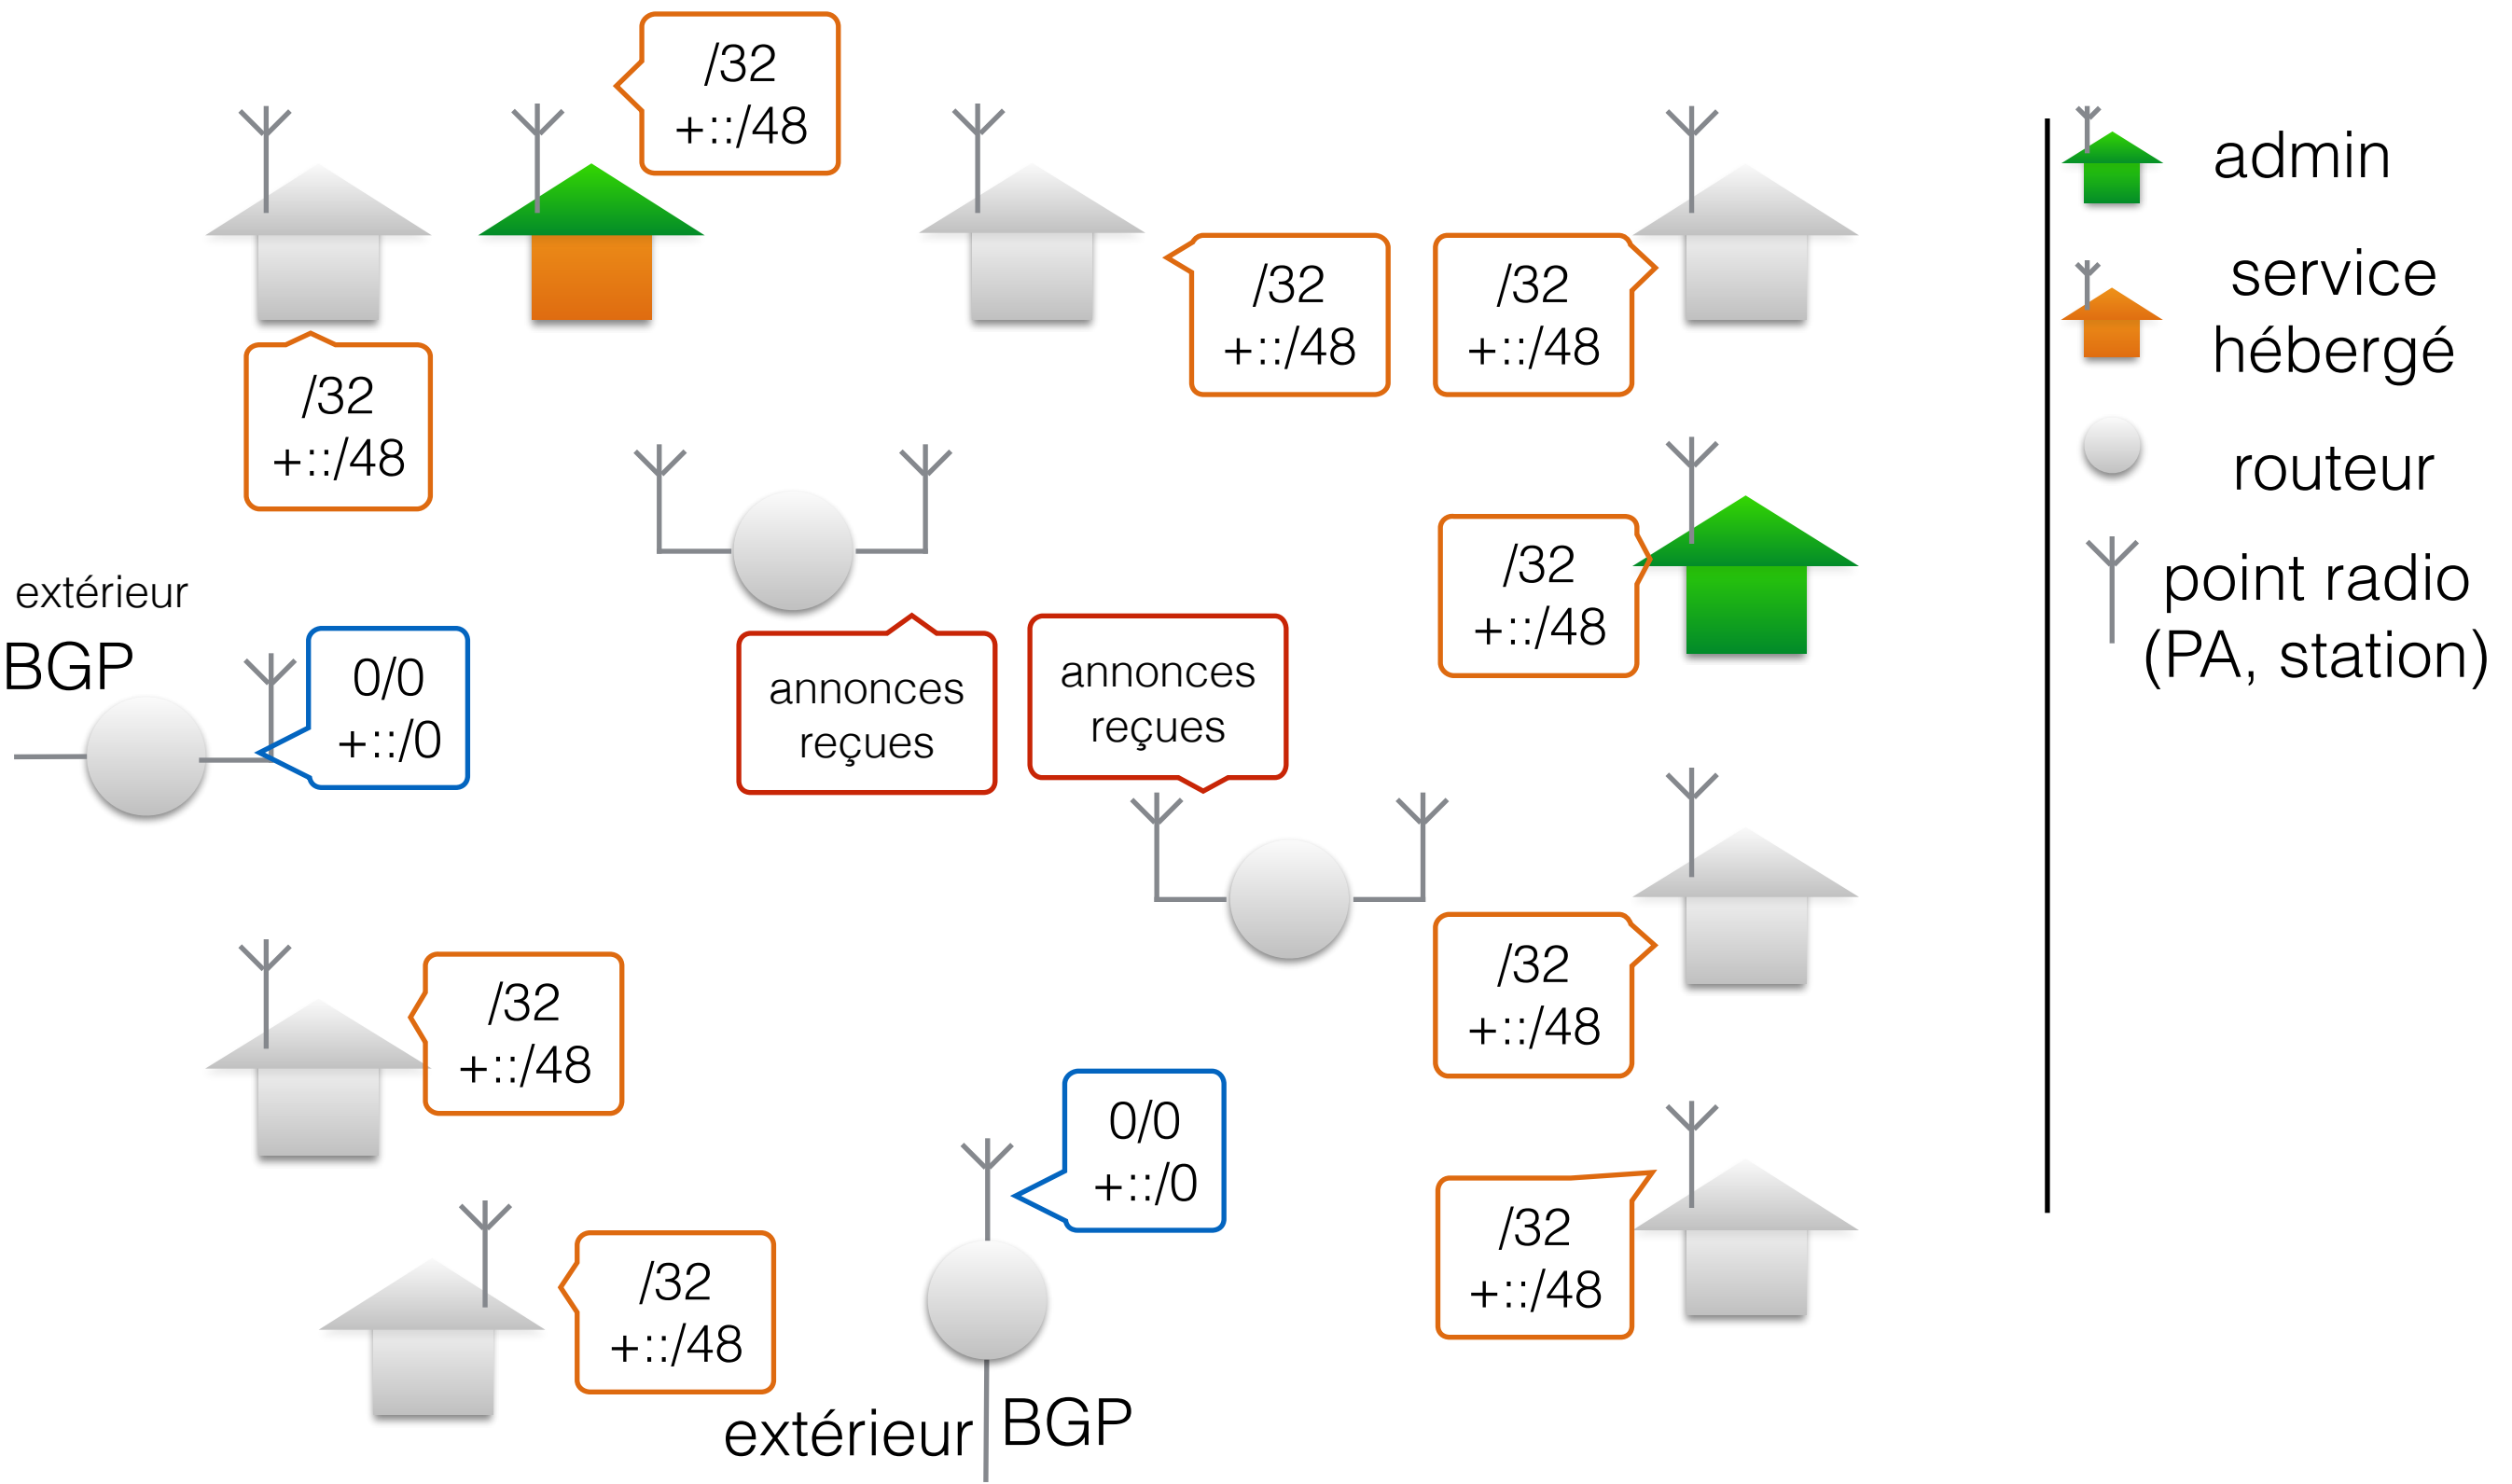 /32
+::/48
/32
+::/48
/32
+::/48
/32
+::/48
/32
+::/48
extérieur
BGP
0/0
+::/0
annonces
reçues
annonces
reçues
/32
+::/48
/32
+::/48
/32
+::/48
0/0
+::/0
/32
+::/48
/32
+::/48
extérieur BGP
admin
service
hébergé
routeur
point radio
(PA, station)